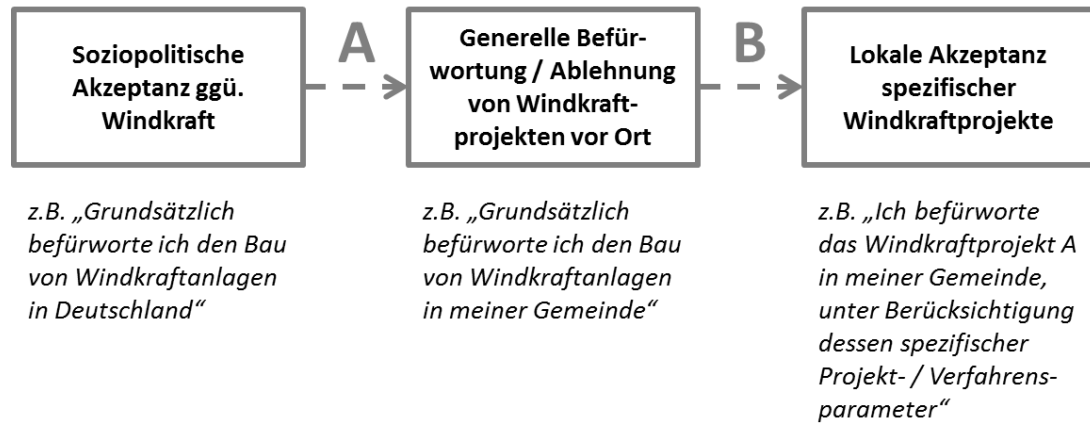 Soziopolitische
Akzeptanz ggü.
Windkraft
A
Generelle Befür-
wortung / Ablehnung
von Windkraft-
projekten vor Ort
B
Lokale Akzeptanz
spezifischer
Windkraftprojekte
z.B. „Grundsätzlich
befürworte ich den Bau
von Windkraftanlagen
in Deutschland“
z.B. „Grundsätzlich
befürworte ich den Bau
von Windkraftanlagen
in meiner Gemeinde“
z.B. „Ich befürworte
das Windkraftprojekt A
in meiner Gemeinde,
unter Berücksichtigung
dessen spezifischer
Projekt- / Verfahrens-
parameter“